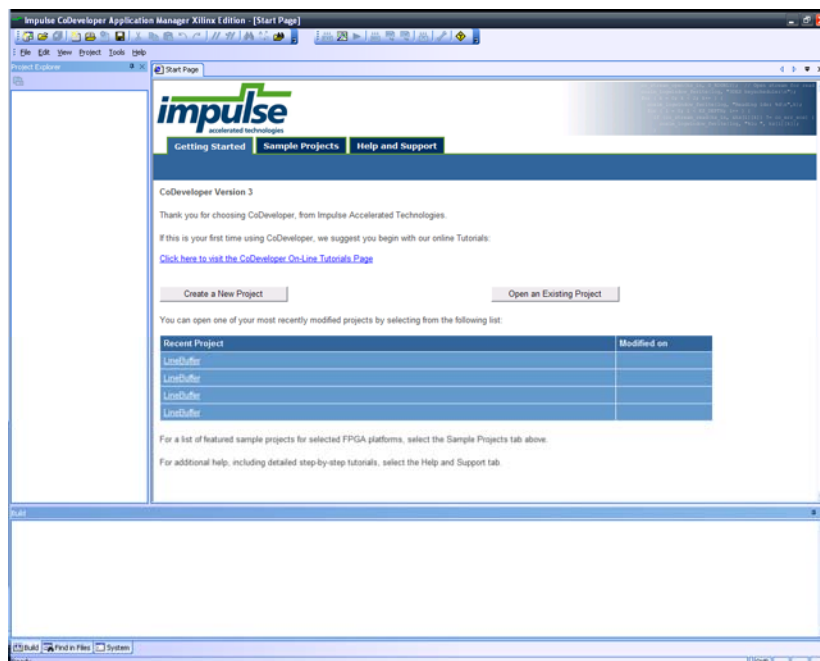 Impulse CoDeveloper Application Manager Xilinx Edition - [Start Page]
File Edit View Project Tools Help
Project Explorer
Start Page
impulse
accelerated technologies
Getting Started Sample Projects Help and Support
CoDeveloper Version 3
Thank you for choosing CoDeveloper, from Impulse Accelerated Technologies.
If this is your first time using CoDeveloper, we suggest you begin with our online Tutorials:
Click here to visit the CoDeveloper On-Line Tutorials Page
Create a New Project Open an Existing Project
You can open one of your most recently modified projects by selecting from the following list:
Recent Project Modified on
LineBuffer
LineBuffer
LineBuffer
LineBuffer
For a list of featured sample projects for selected FPGA platforms, select the Sample Projects tab above.
For additional help, including detailed step-by-step tutorials, select the Help and Support tab.
Build
Build Find in Files System